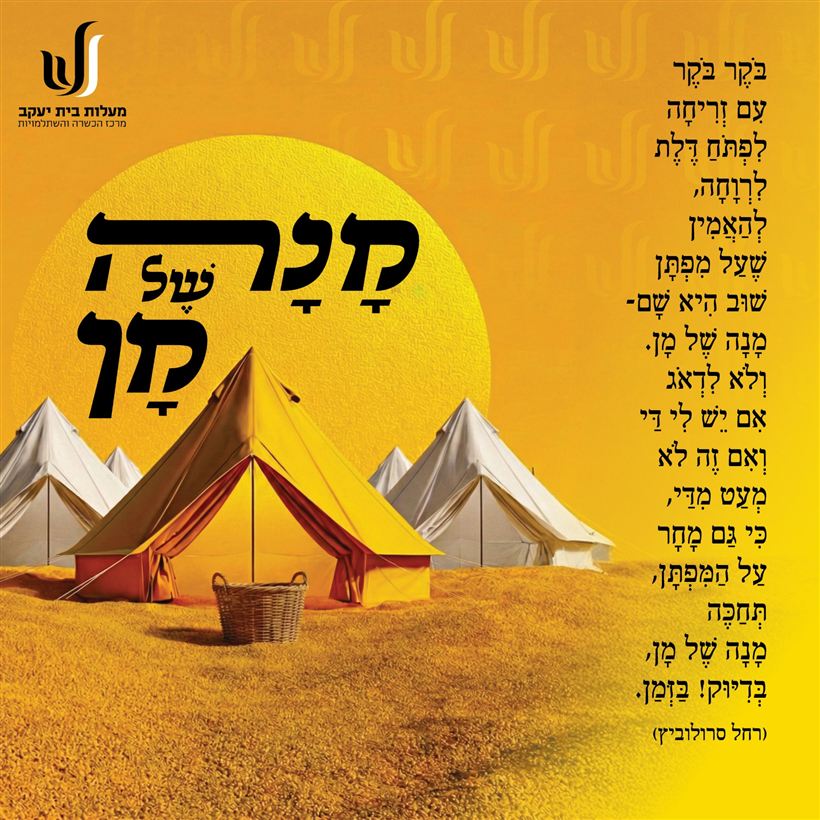 מעלות בית יעקב
מרכז הכשרה והשתלמויות
מָנָה
שֶׁל
מָן
בֹּקֶר בֹּקֶר
עִם זְרִיחָה
לִפְתֹּחַ דֶּלֶת
לִרְוָחָה,
לְהַאֲמִין
שֶׁעַל מִפְתָּן
שׁוּב הִיא שָׁם-
מָנָה שֶׁל מָן.
וְלֹא לִדְאֹג
אִם יֵשׁ לִי דַּי
וְאִם זֶה לֹא
מְעַט מִדַּי,
כִּי גַּם מָחָר
עַל הַמִּפְתָּן,
תְּחַכֶּה
מָנָה שֶׁל מָן,
בְּדִיּוּק! בַּזְּמַן.
(רחל סרולוביץ)